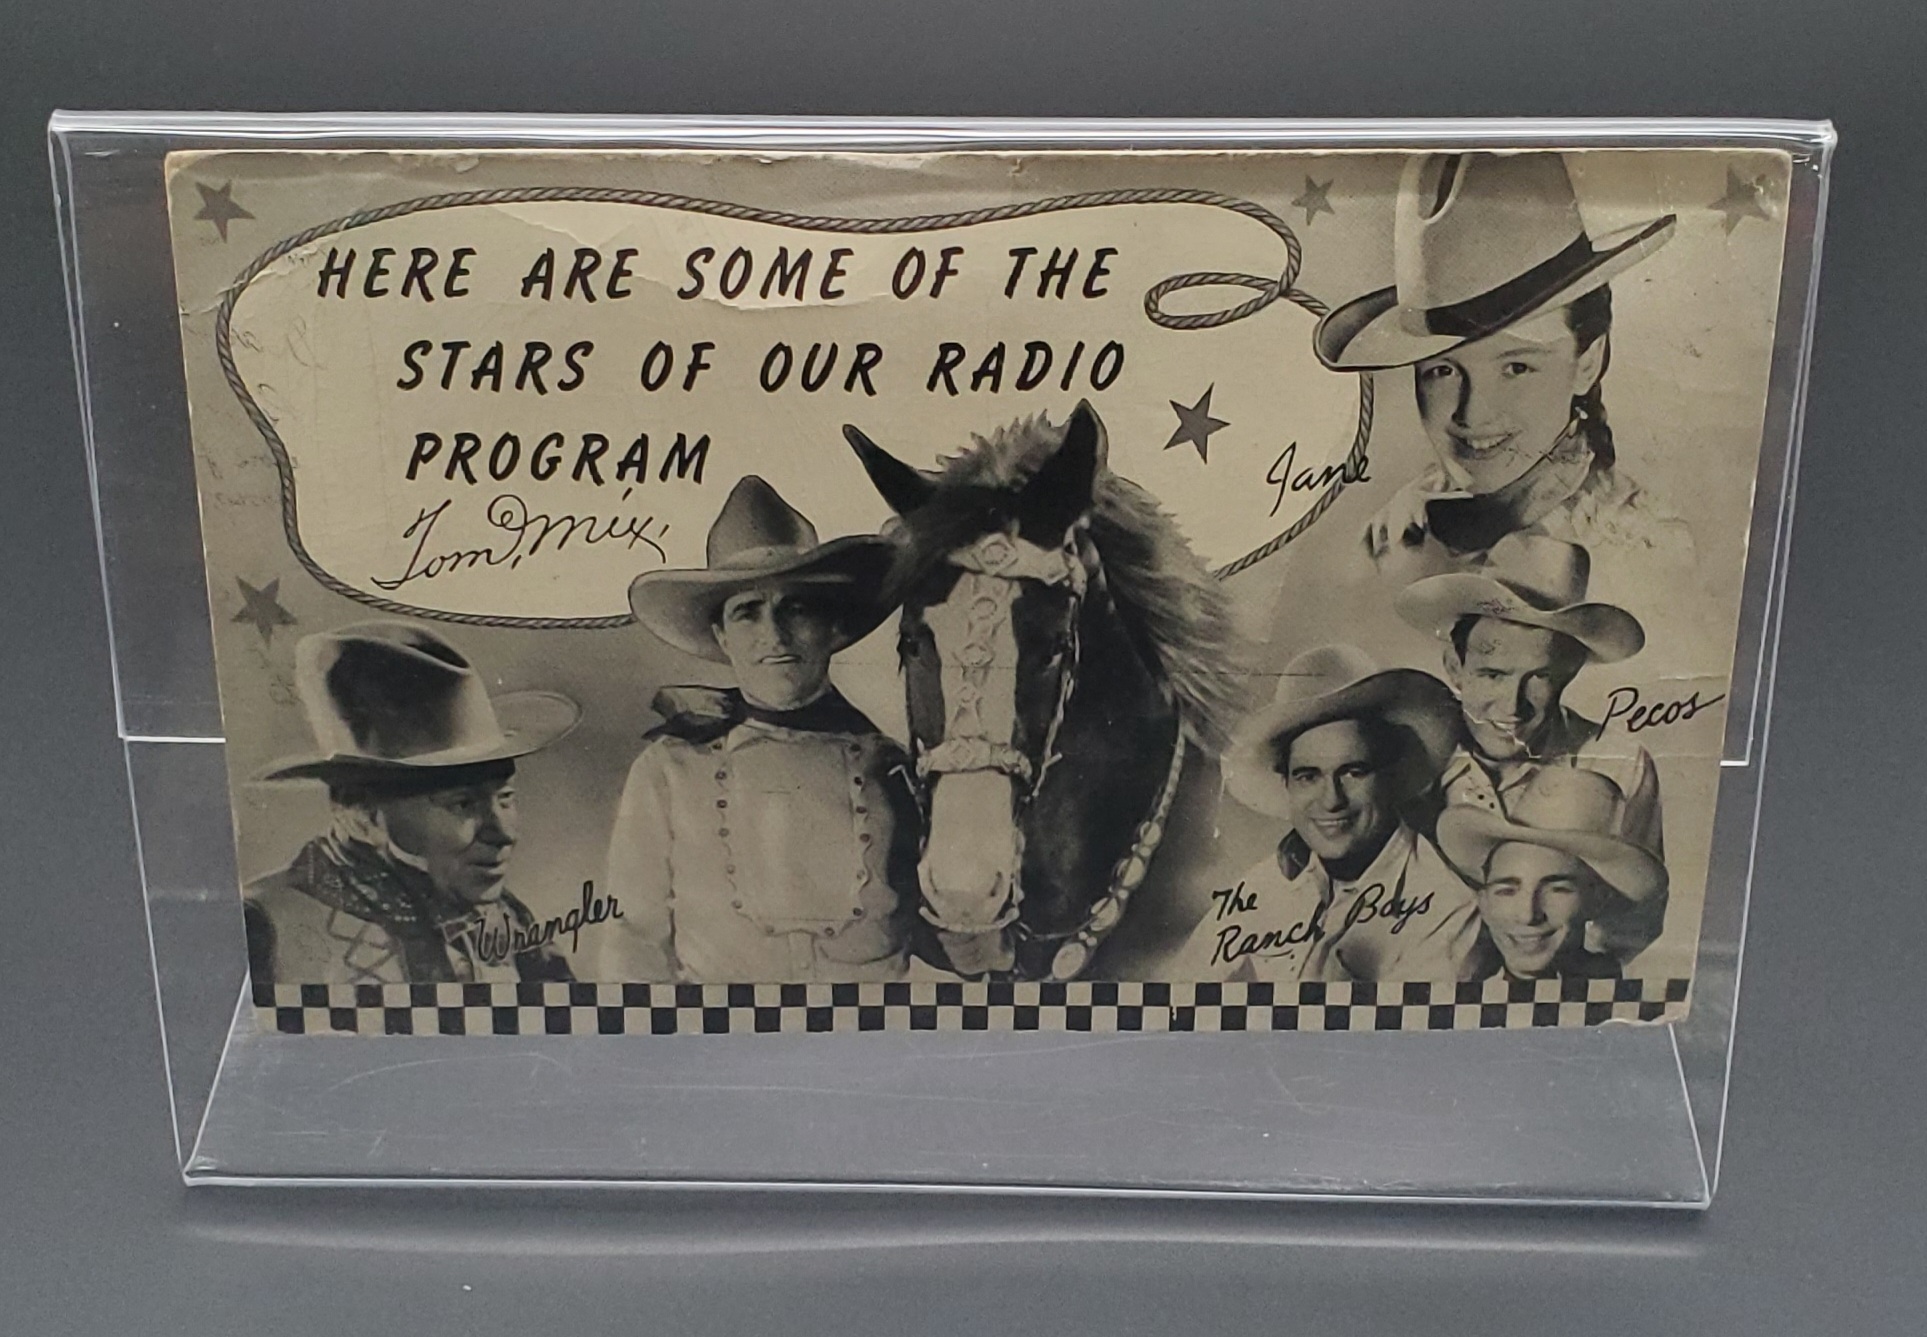 HERE ARE SOME OF THE
STARS OF OUR RADIO
PROGRAM
Tom Mix
Jane
Pecos
Wrangler
The
Ranch Boys